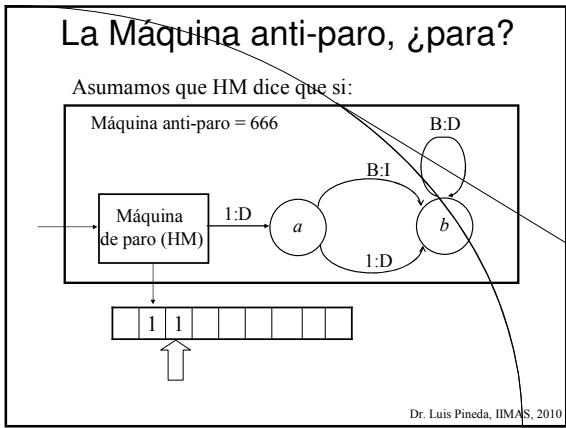 La Máquina anti-paro, ¿para?
Asumamos que HM dice que si:
Máquina anti-paro = 666
B:D
B:I
Máquina
de paro (HM)
1:D
a
b
1:D
1 1
Dr. Luis Pineda, IIMAS, 2010